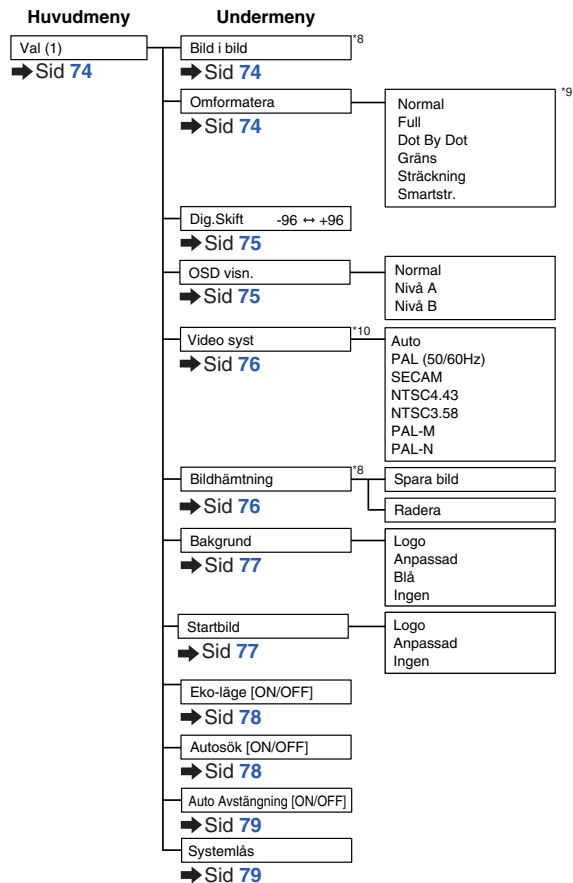 Huvudmeny Undermeny
Val (1)
➡ Sid 74
Bild i bild *8
➡ Sid 74
Omformatera
➡ Sid 74
Normal *9
Full
Dot By Dot
Gräns
Sträckning
Smartstr.
Dig.Skift -96 ↔ +96
➡ Sid 75
OSD visn.
➡ Sid 75
Normal
Nivå A
Nivå B
Video syst *10
➡ Sid 76
Auto
PAL (50/60Hz)
SECAM
NTSC4.43
NTSC3.58
PAL-M
PAL-N
Bildhämtning *8
➡ Sid 76
Spara bild
Radera
Bakgrund
➡ Sid 77
Logo
Anpassad
Blå
Ingen
Startbild
➡ Sid 77
Logo
Anpassad
Ingen
Eko-läge [ON/OFF]
➡ Sid 78
Autosök [ON/OFF]
➡ Sid 78
Auto Avstängning [ON/OFF]
➡ Sid 79
Systemlås
➡ Sid 79